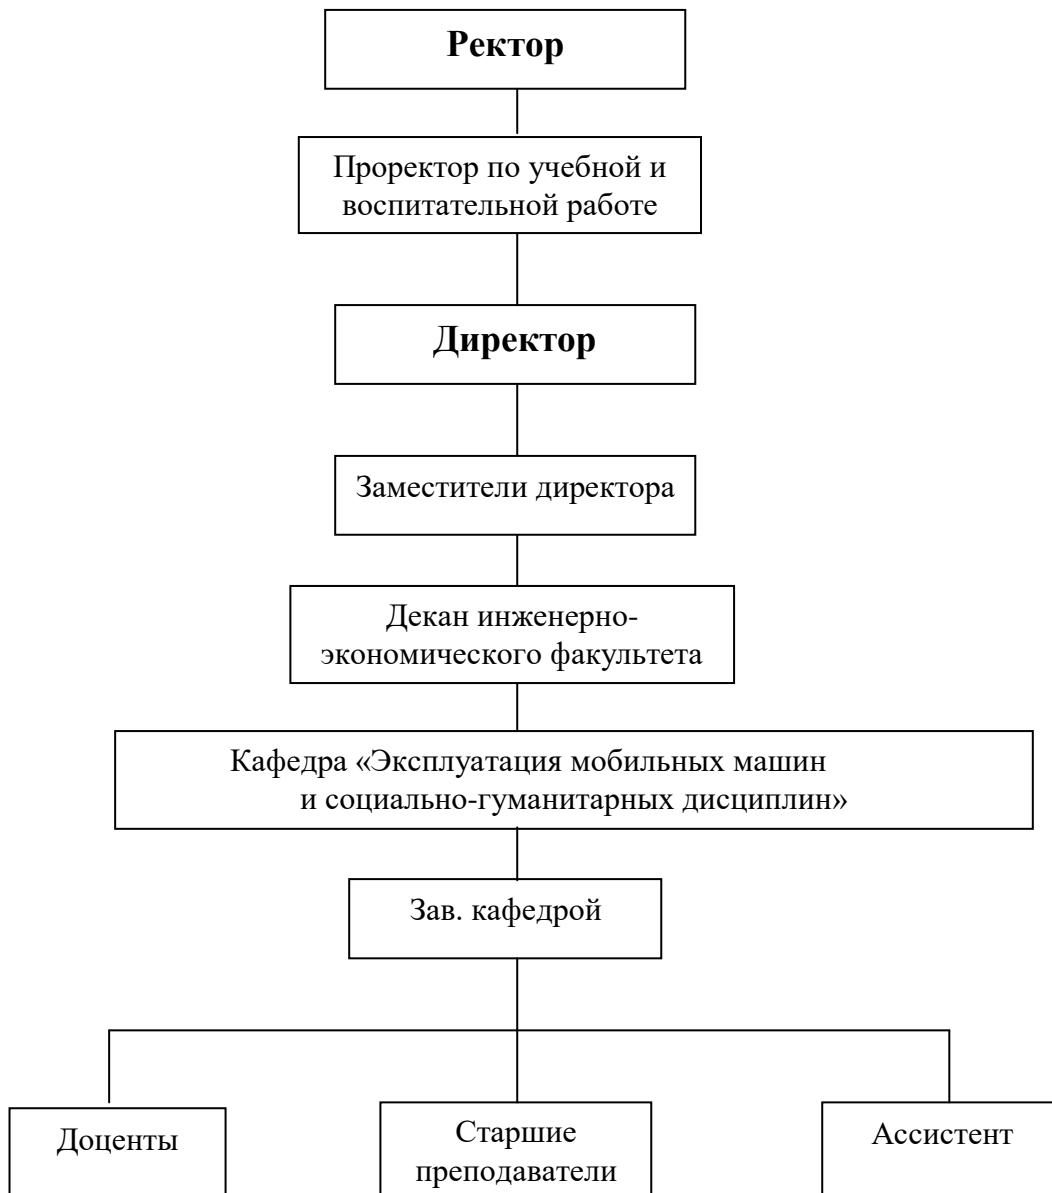 Ректор
Проректор по учебной и
воспитательной работе
Директор
Заместители директора
Декан инженерно-
экономического факультета
Кафедра «Эксплуатация мобильных машин
и социально-гуманитарных дисциплин»
Зав. кафедрой
Доценты
Старшие
преподаватели
Ассистент